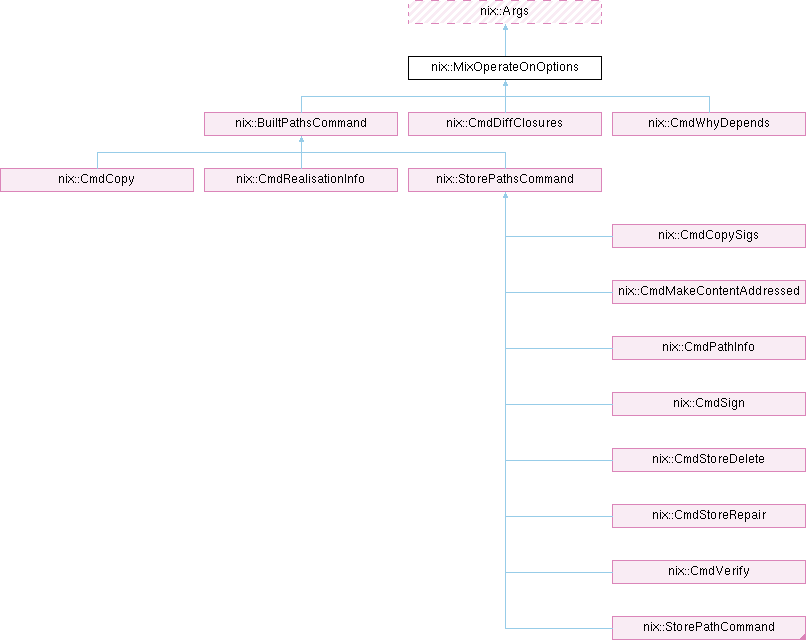 nix::Args
nix::MixOperateOnOptions
nix::BuiltPathsCommand
nix::CmdDiffClosures
nix::CmdWhyDepends
nix::CmdCopy
nix::CmdRealisationInfo
nix::StorePathsCommand
nix::CmdCopySigs
nix::CmdMakeContentAddressed
nix::CmdPathInfo
nix::CmdSign
nix::CmdStoreDelete
nix::CmdStoreRepair
nix::CmdVerify
nix::StorePathCommand